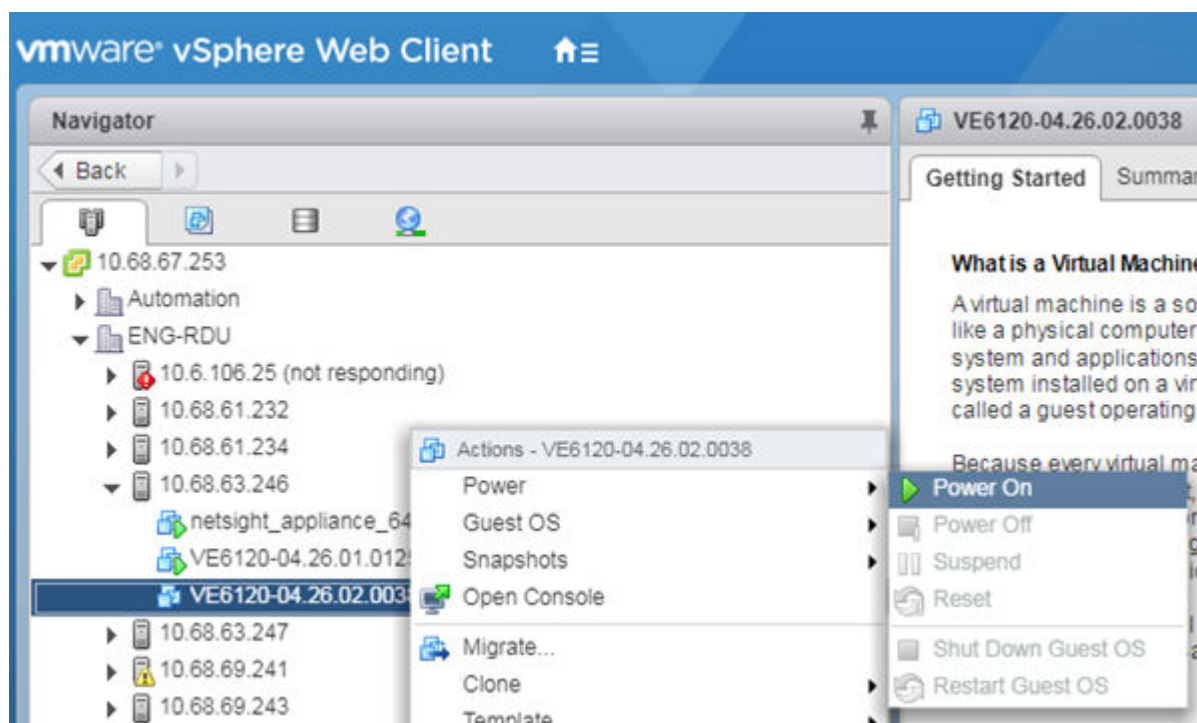 vmware® vSphere Web Client
Navigator
Back
10.68.67.253
Automation
ENG-RDU
10.6.106.25 (not responding)
10.68.61.232
10.68.61.234
10.68.63.246
netsight_appliance_64
VE6120-04.26.01.0125
VE6120-04.26.02.0038
10.68.63.247
10.68.69.241
10.68.69.243
Actions - VE6120-04.26.02.0038
Power
Guest OS
Snapshots
Open Console
Migrate...
Clone
Template
Power On
Power Off
Suspend
Reset
Shut Down Guest OS
Restart Guest OS
VE6120-04.26.02.0038
Getting Started
Summar
What is a Virtual Machine
A virtual machine is a so
like a physical computer
system and applications
system installed on a vir
called a guest operating
Because every virtual ma